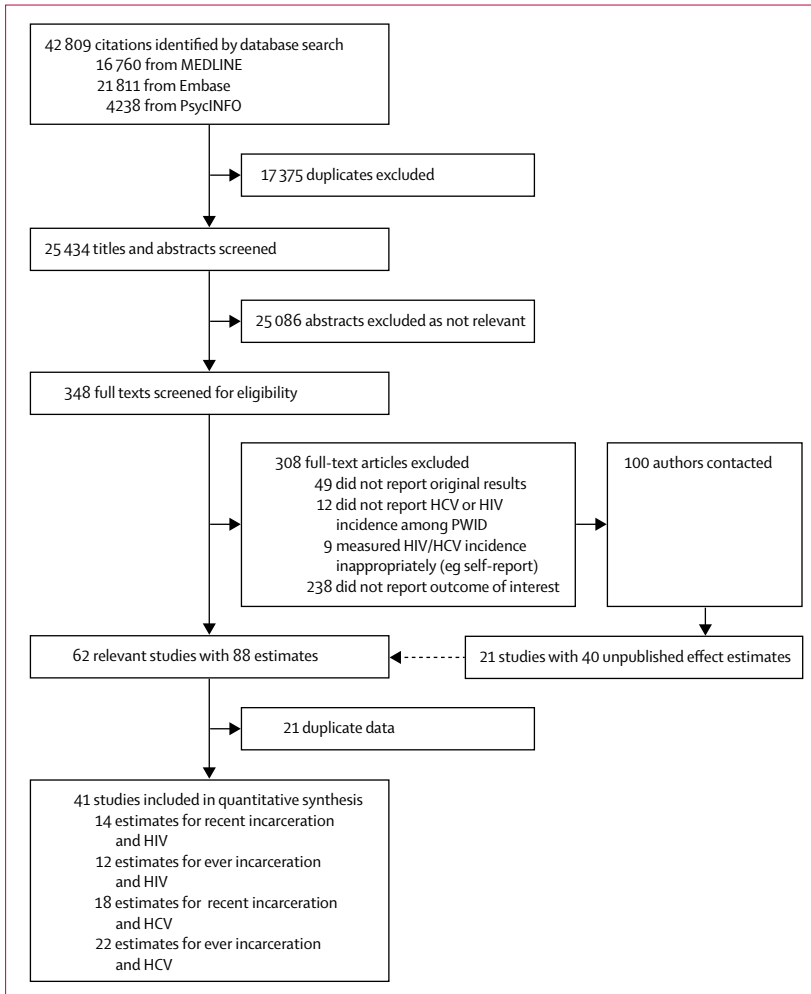 42 809 citations identified by database search
16 760 from MEDLINE
21 811 from Embase
4238 from PsycINFO
17 375 duplicates excluded
25 434 titles and abstracts screened
25 086 abstracts excluded as not relevant
348 full texts screened for eligibility
308 full-text articles excluded
49 did not report original results
12 did not report HCV or HIV
incidence among PWID
9 measured HIV/HCV incidence
inappropriately (eg self-report)
238 did not report outcome of interest
100 authors contacted
62 relevant studies with 88 estimates
21 studies with 40 unpublished effect estimates
21 duplicate data
41 studies included in quantitative synthesis
14 estimates for recent incarceration
and HIV
12 estimates for ever incarceration
and HIV
18 estimates for recent incarceration
and HCV
22 estimates for ever incarceration
and HCV